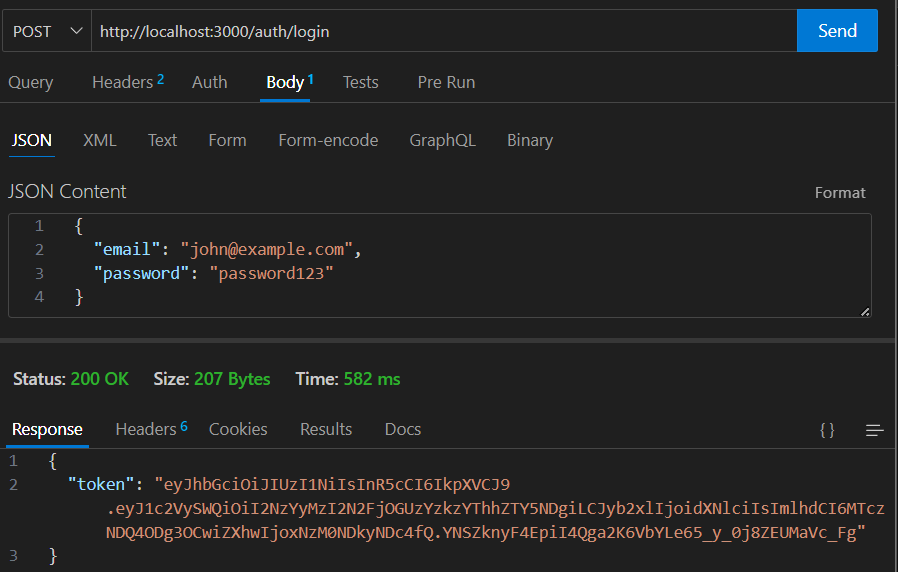 POST http://localhost:3000/auth/login Send
Query Headers 2 Auth Body 1 Tests Pre Run
JSON XML Text Form Form-encode GraphQL Binary
JSON Content Format
1 {
2 "email": "john@example.com",
3 "password": "password123"
4 }
Status: 200 OK Size: 207 Bytes Time: 582 ms
Response Headers 6 Cookies Results Docs {}
1 {
2 "token": "eyJhbGciOiJIUzI1NiIsInR5cCI6IkpXVCJ9
.eyJ1c2VySWQiOiI2NzYyMzI2N2FjOGUzYzkzYThhZTY5NDgiLCJyb2xlIjoidXNlciIsImlhdCI6MTcz
NDQ4ODg3OCwiZXhwIjoxNzM0NDkyNDc4fQ.YNSZknyF4EpiI4Qga2K6VbYLe65_y_0j8ZEUMaVc_Fg"
3 }